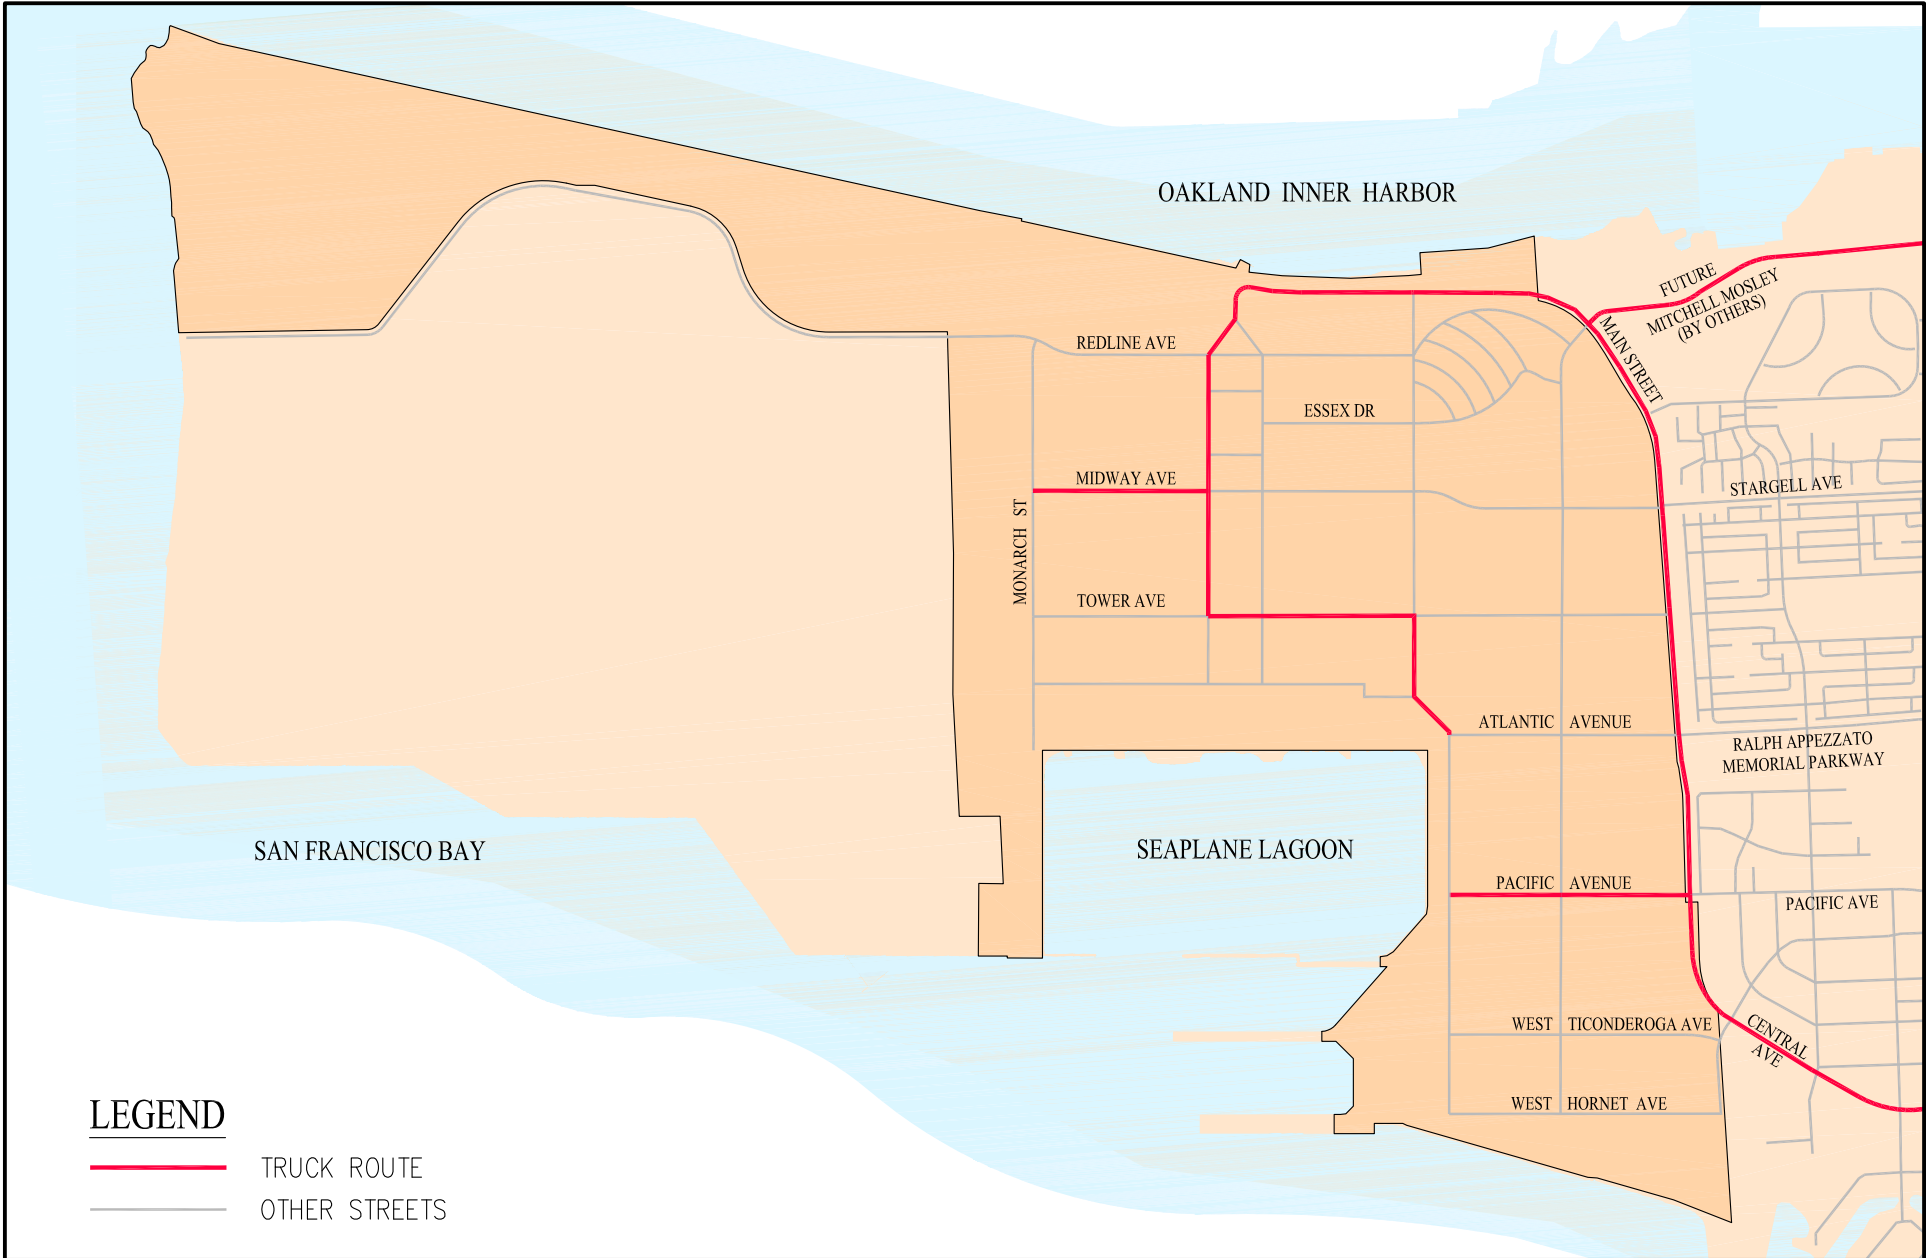 OAKLAND INNER HARBOR
FUTURE
MITCHELL MOSLEY
(BY OTHERS)
MAIN STREET
REDLINE AVE
ESSEX DR
MIDWAY AVE
STARGELL AVE
MONARCH ST
TOWER AVE
ATLANTIC AVENUE
RALPH APPEZZATO
MEMORIAL PARKWAY
SAN FRANCISCO BAY
SEAPLANE LAGOON
PACIFIC AVENUE
PACIFIC AVE
WEST TICONDEROGA AVE
CENTRAL
AVE
WEST HORNET AVE
LEGEND
TRUCK ROUTE
OTHER STREETS